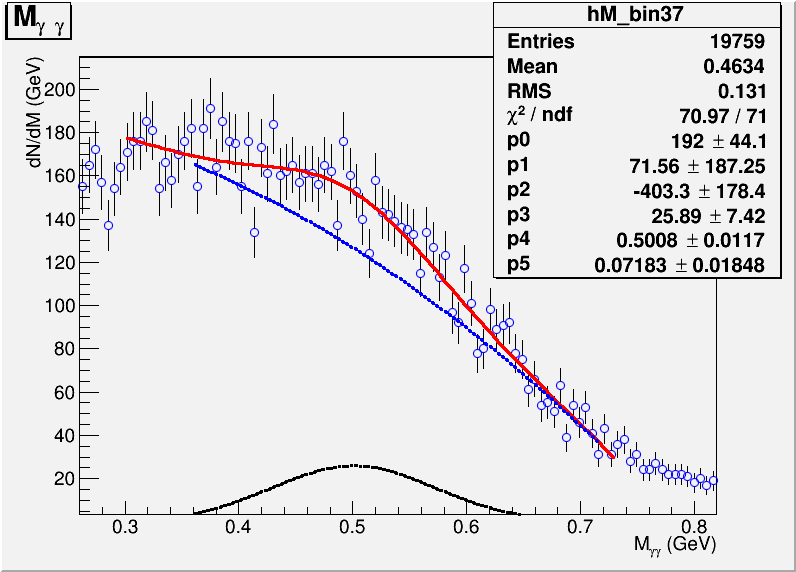 M_γ γ
hM_bin37
Entries 19759
Mean 0.4634
RMS 0.131
χ² / ndf 70.97 / 71
p0 192 ± 44.1
p1 71.56 ± 187.25
p2 -403.3 ± 178.4
p3 25.89 ± 7.42
p4 0.5008 ± 0.0117
p5 0.07183 ± 0.01848
dN/dM (GeV)
200
180
160
140
120
100
80
60
40
20
0.3 0.4 0.5 0.6 0.7 0.8
M_γγ (GeV)